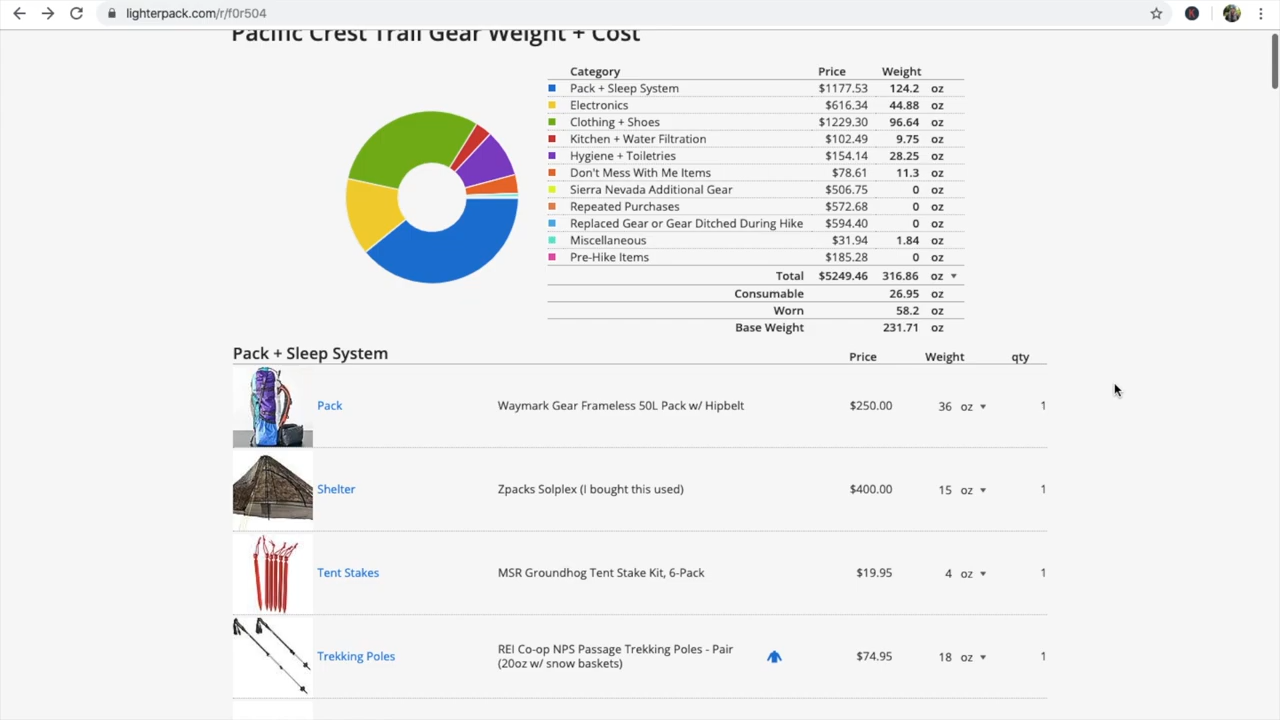 lighterpack.com/r/f0r504
K
Pacific Crest Trail Gear Weight + Cost
Category Price Weight
Pack + Sleep System $1177.53 124.2 oz
Electronics $616.34 44.88 oz
Clothing + Shoes $1229.30 96.64 oz
Kitchen + Water Filtration $102.49 9.75 oz
Hygiene + Toiletries $154.14 28.25 oz
Don't Mess With Me Items $78.61 11.3 oz
Sierra Nevada Additional Gear $506.75 0 oz
Repeated Purchases $572.68 0 oz
Replaced Gear or Gear Ditched During Hike $594.40 0 oz
Miscellaneous $31.94 1.84 oz
Pre-Hike Items $185.28 0 oz
Total $5249.46 316.86 oz
Consumable 26.95 oz
Worn 58.2 oz
Base Weight 231.71 oz
Pack + Sleep System Price Weight qty
Pack Waymark Gear Frameless 50L Pack w/ Hipbelt $250.00 36 oz 1
Shelter Zpacks Solplex (I bought this used) $400.00 15 oz 1
Tent Stakes MSR Groundhog Tent Stake Kit, 6-Pack $19.95 4 oz 1
Trekking Poles REI Co-op NPS Passage Trekking Poles - Pair $74.95 18 oz 1
(20oz w/ snow baskets)